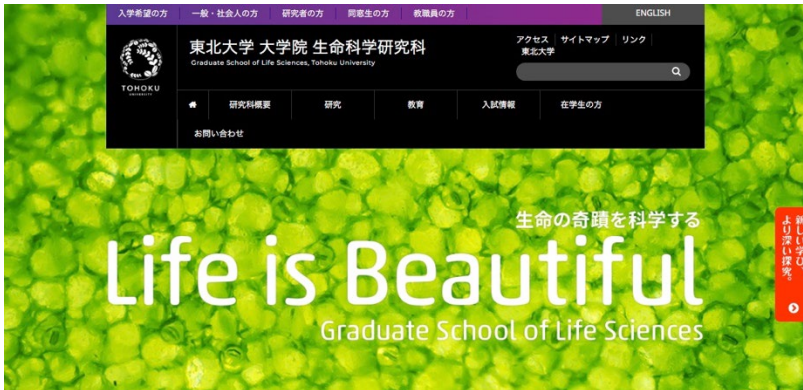 入学希望の方 一般・社会人の方 研究者の方 同窓生の方 教職員の方 ENGLISH
東北大学 大学院 生命科学研究科
Graduate School of Life Sciences, Tohoku University
アクセス サイトマップ リンク
東北大学
TOHOKU
UNIVERSITY
研究科概要 研究 教育 入試情報 在学生の方
お問い合わせ
生命の奇蹟を科学する
Life is Beautiful
Graduate School of Life Sciences
新しい学び
より深い探究。